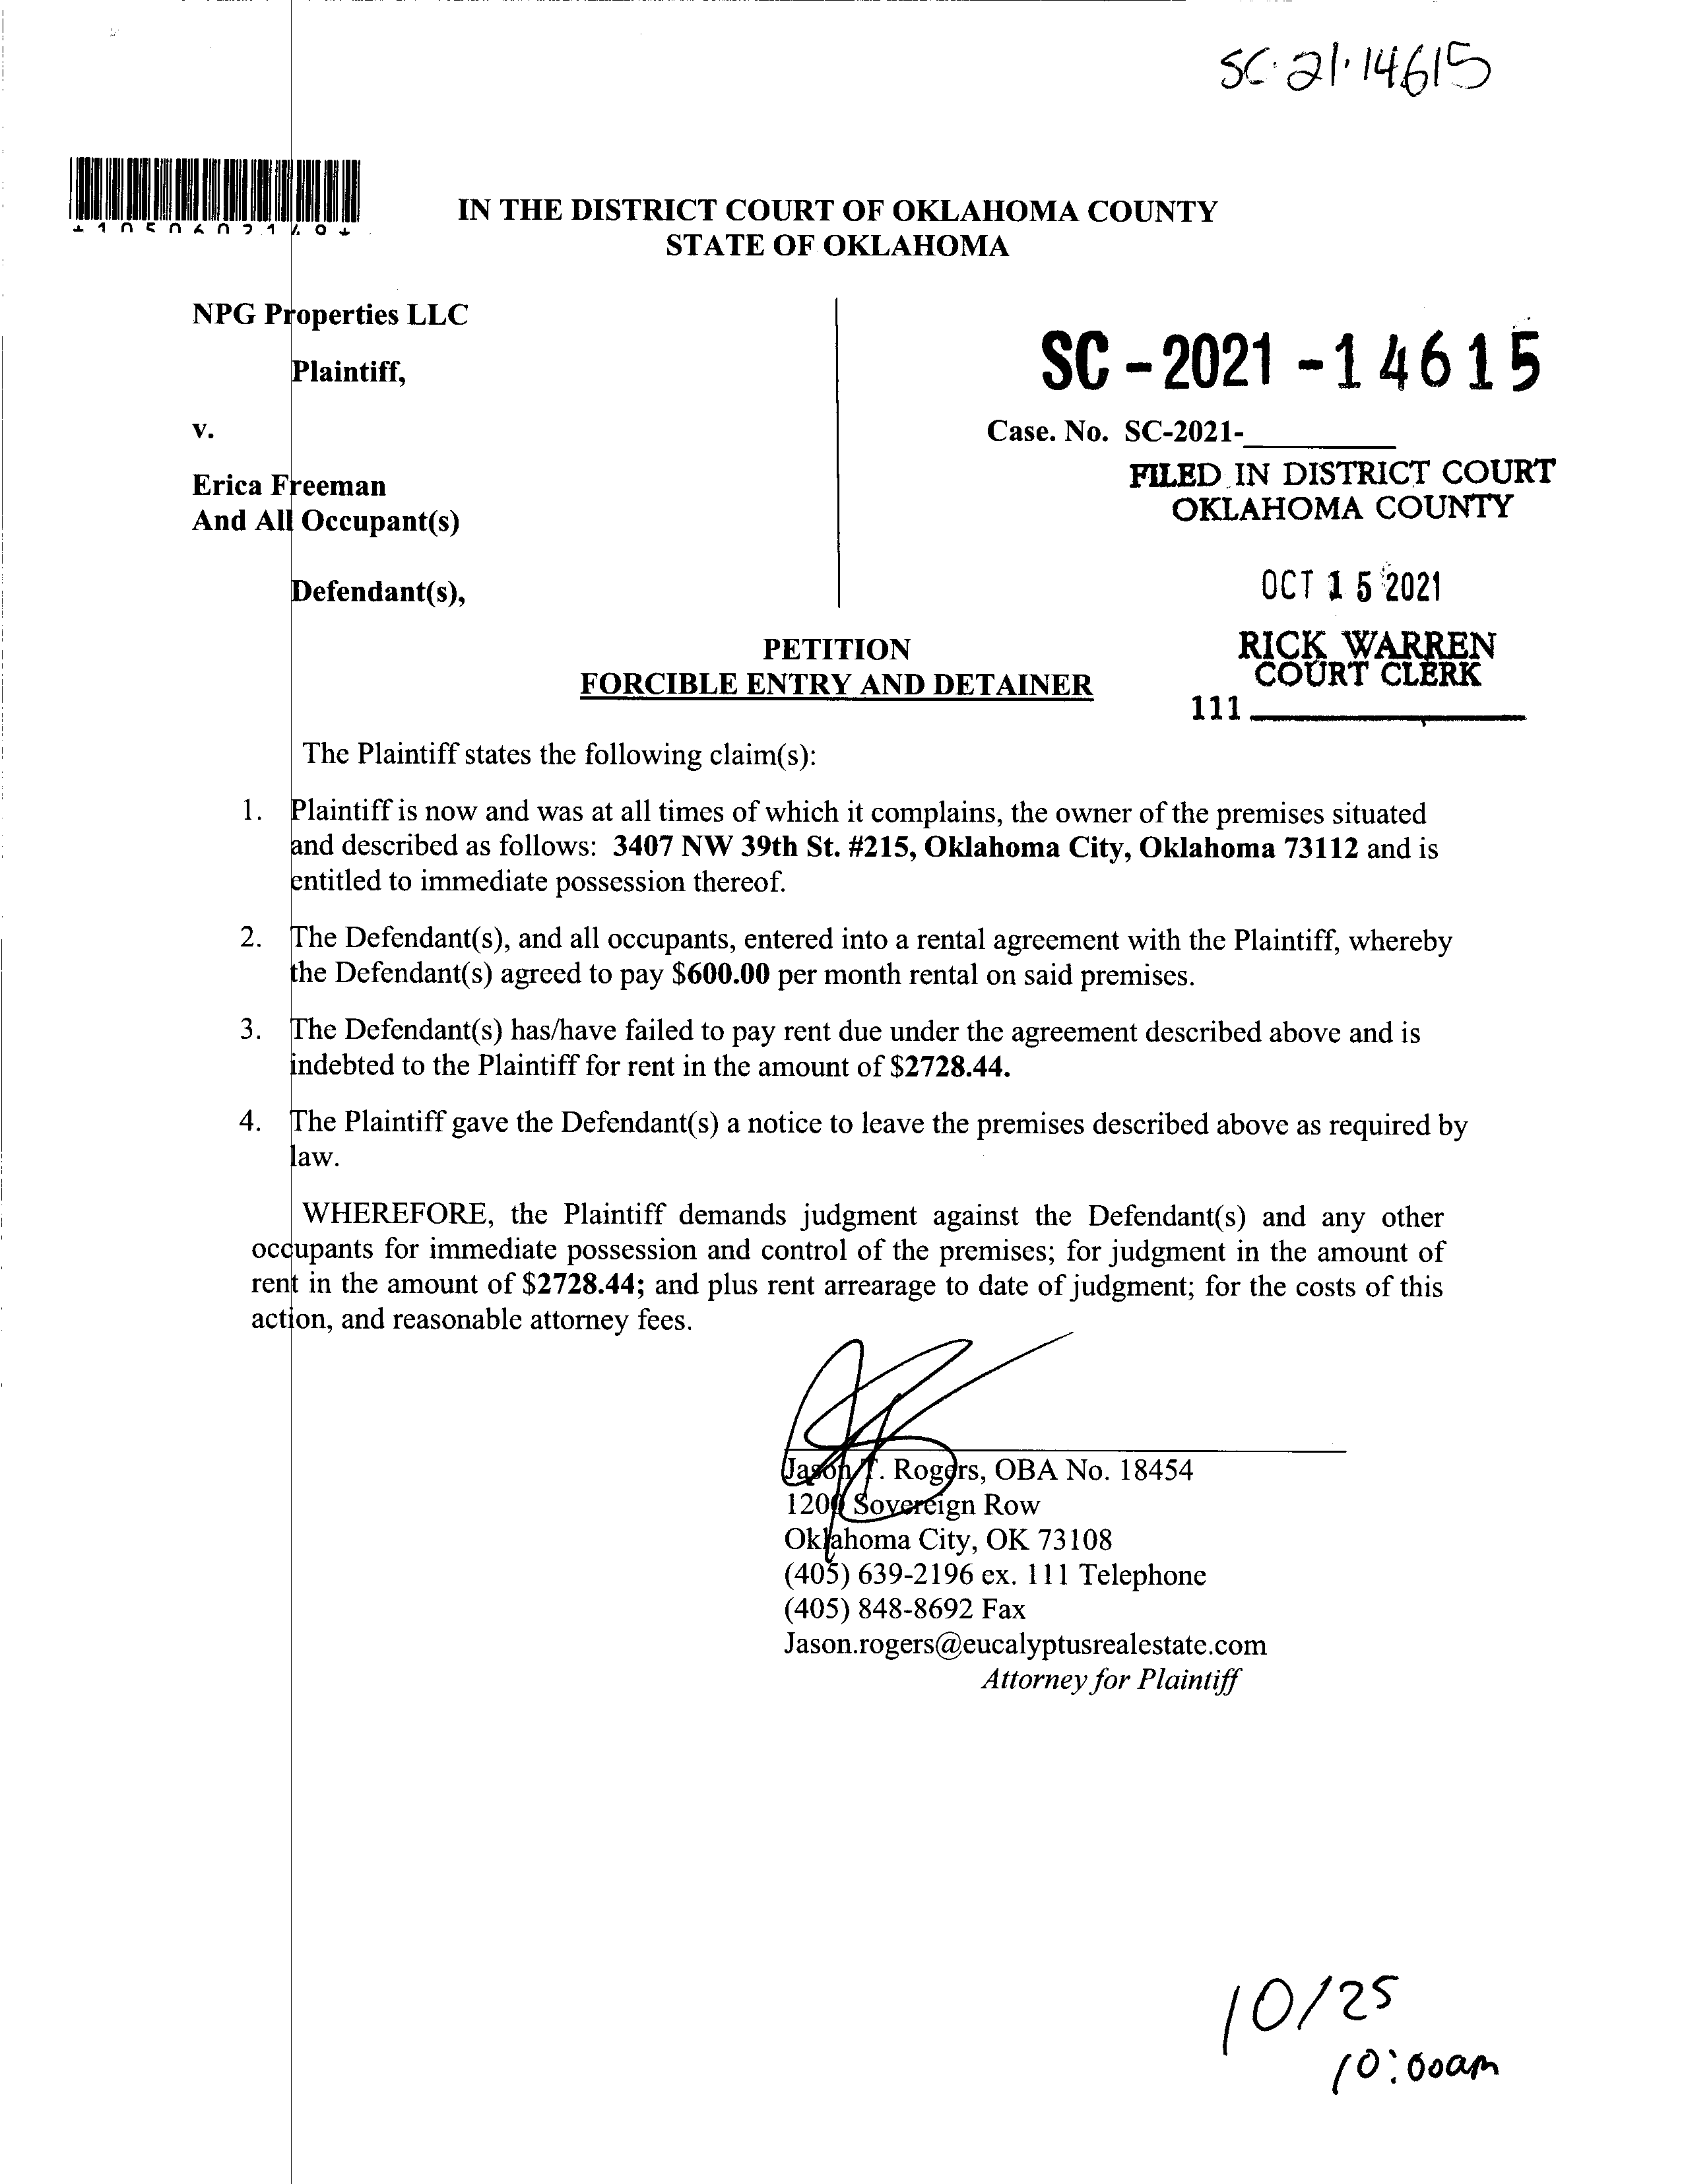 SC·21·14615
IN THE DISTRICT COURT OF OKLAHOMA COUNTY
STATE OF OKLAHOMA
NPG Properties LLC
Plaintiff,
v.
Erica Freeman
And All Occupant(s)
Defendant(s),
SC-2021-14615
Case. No. SC-2021-
FILED IN DISTRICT COURT
OKLAHOMA COUNTY
OCT 15 2021
RICK WARREN
COURT CLERK
111
PETITION
FORCIBLE ENTRY AND DETAINER
The Plaintiff states the following claim(s):
1. Plaintiff is now and was at all times of which it complains, the owner of the premises situated
and described as follows: 3407 NW 39th St. #215, Oklahoma City, Oklahoma 73112 and is
entitled to immediate possession thereof.
2. The Defendant(s), and all occupants, entered into a rental agreement with the Plaintiff, whereby
the Defendant(s) agreed to pay $600.00 per month rental on said premises.
3. The Defendant(s) has/have failed to pay rent due under the agreement described above and is
indebted to the Plaintiff for rent in the amount of $2728.44.
4. The Plaintiff gave the Defendant(s) a notice to leave the premises described above as required by
law.
WHEREFORE, the Plaintiff demands judgment against the Defendant(s) and any other
occupants for immediate possession and control of the premises; for judgment in the amount of
rent in the amount of $2728.44; and plus rent arrearage to date of judgment; for the costs of this
action, and reasonable attorney fees.
Jason T. Rogers, OBA No. 18454
1200 Sovereign Row
Oklahoma City, OK 73108
(405) 639-2196 ex. 111 Telephone
(405) 848-8692 Fax
Jason.rogers@eucalyptusrealestate.com
Attorney for Plaintiff
10/25
10:00am